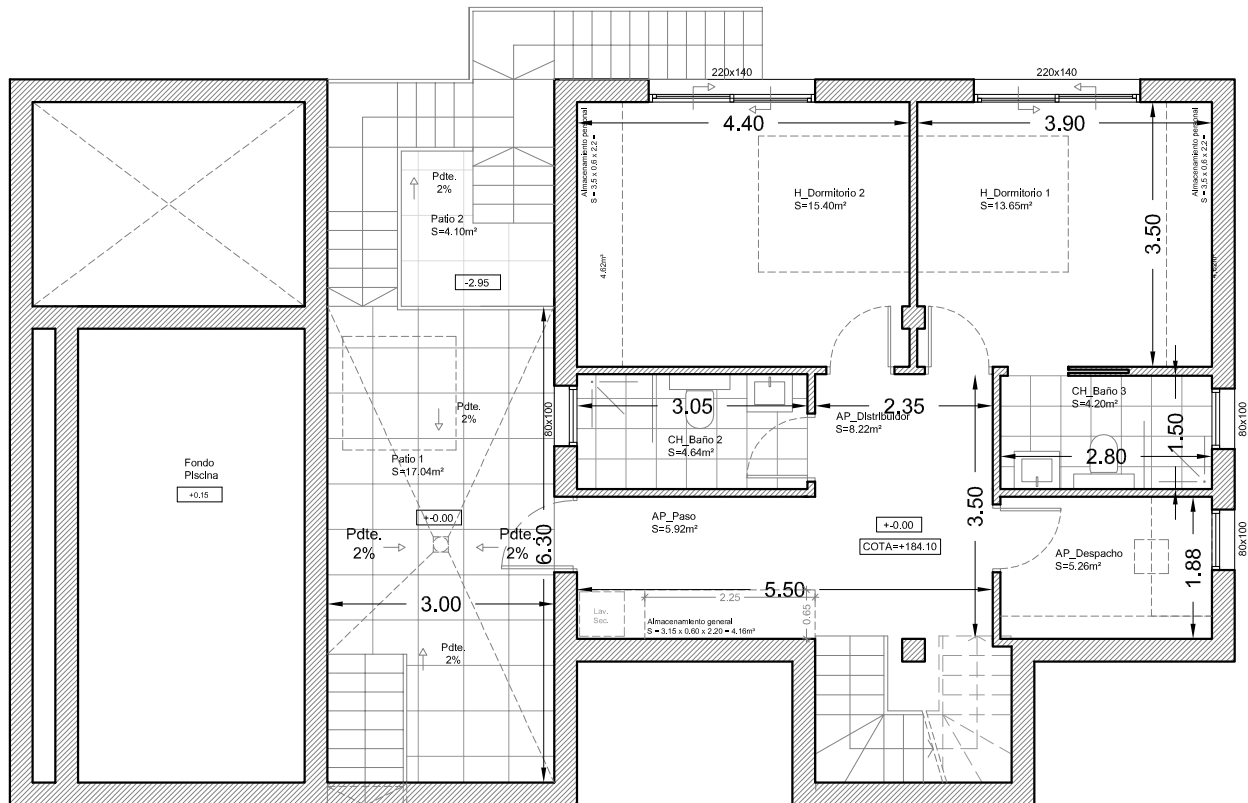 220x140
220x140
4.40
3.90
Almacenamiento personal
S = 3,5 x 0,6 x 2,2 =
4.62m²
Almacenamiento personal
S = 3,5 x 0,6 x 2,2 =
4.62m²
Pdte.
2%
Patio 2
S=4.10m²
-2.95
H_Dormitorio 2
S=15.40m²
H_Dormitorio 1
S=13.65m²
3.50
Pdte.
2%
80x100
3.05
CH_Baño 2
S=4.64m²
2.35
AP_Distribuidor
S=8.22m²
CH_Baño 3
S=4.20m²
1.50
2.80
80x100
Fondo
Piscina
+0.15
Patio 1
S=17.04m²
+-0.00
Pdte.
2%
Pdte.
2%
6.30
3.00
Pdte.
2%
AP_Paso
S=5.92m²
3.50
+-0.00
COTA=+184.10
5.50
AP_Despacho
S=5.26m²
1.88
80x100
Lav.
Sec.
2.25
0.65
Almacenamiento general
S = 3.15 x 0.60 x 2.20 = 4.16m²